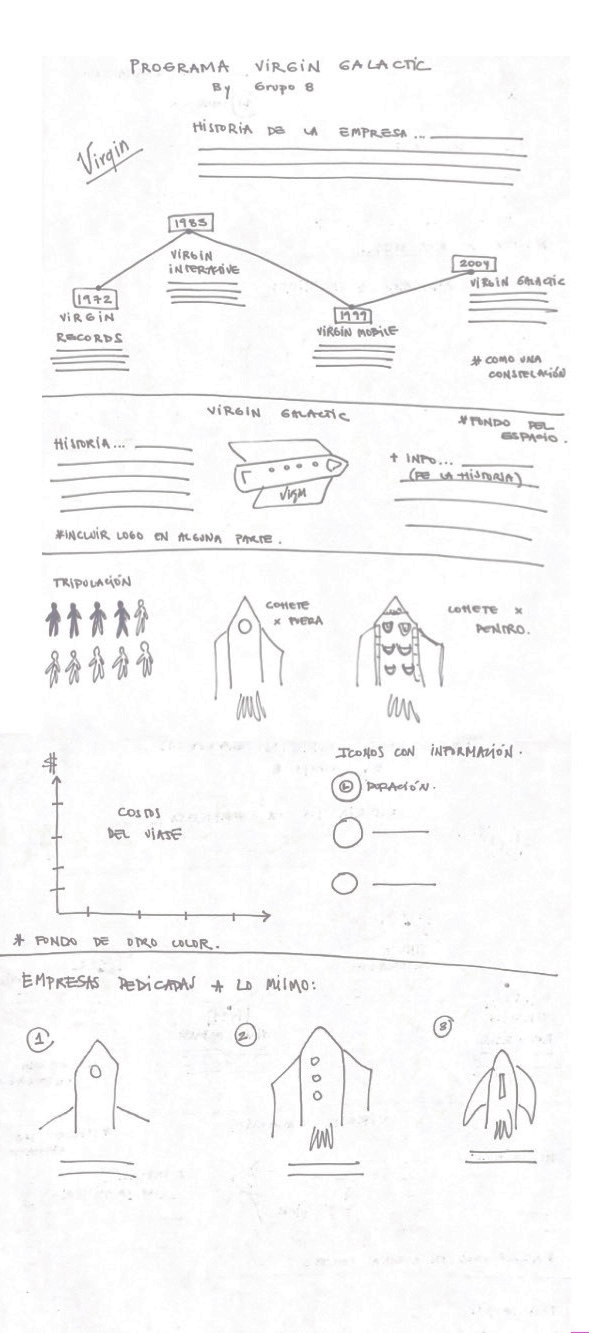 PROGRAMA VIRGIN GALACTIC
By Grupo 8
HISTORIA DE LA EMPRESA ...
Virgin
1983
VIRGIN
INTERACTIVE
2004
VIRGIN GALACTIC
1972
VIRGIN
RECORDS
1999
VIRGIN MOBILE
* COMO UNA
CONSTELACIÓN
VIRGIN GALACTIC
* FONDO DEL
ESPACIO.
HISTORIA ...
+ INFO ...
(DE LA HISTORIA)
*INCLUIR LOGO EN ALGUNA PARTE.
TRIPULACIÓN
COHETE
X FUERA
COHETE X
DENTRO.
ICONOS CON INFORMACIÓN.
$
DURACIÓN.
COSTOS
DEL VIAJE
* FONDO DE OTRO COLOR.
EMPRESAS DEDICADAS A LO MISMO:
1
2
3